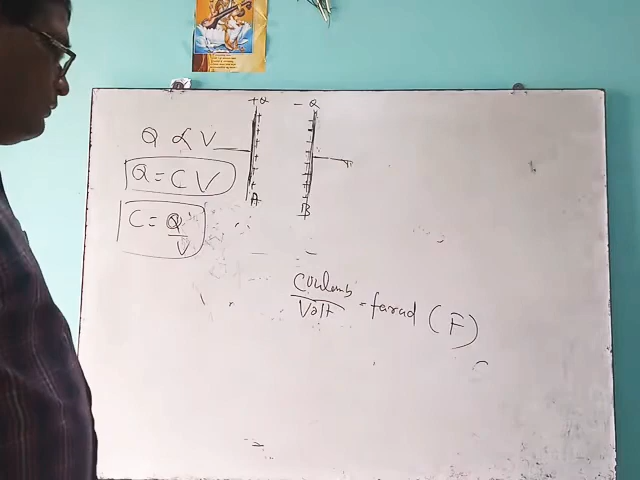 +Q - Q
Q ∝ V
Q = C V
A B
C = Q/V
Coulomb/Volt = farad (F)